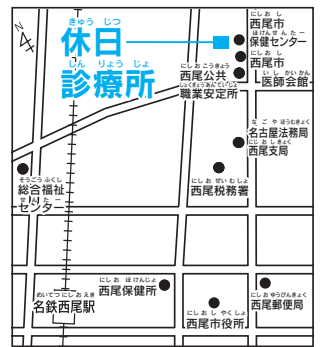 きゅう じつ
休日
しん りょう じょ
診療所
N
にし お し
西尾市
ほけん せ ん た ー
保健センター
にし お し
西尾市
い し かいかん
医師会館
にし お こうきょう
西尾公共
しょくぎょうあんていじょ
職業安定所
な ご や ほうむきょく
名古屋法務局
にし お し きょく
西尾支局
そうごう ふくし
総合福祉
せ ん た ー
センター
にし お ぜい む しょ
西尾税務署
にし お ほ けんじょ
西尾保健所
めいてつ にし お えき
名鉄西尾駅
にし お し やく しょ
西尾市役所
にし お ゆうびんきょく
西尾郵便局